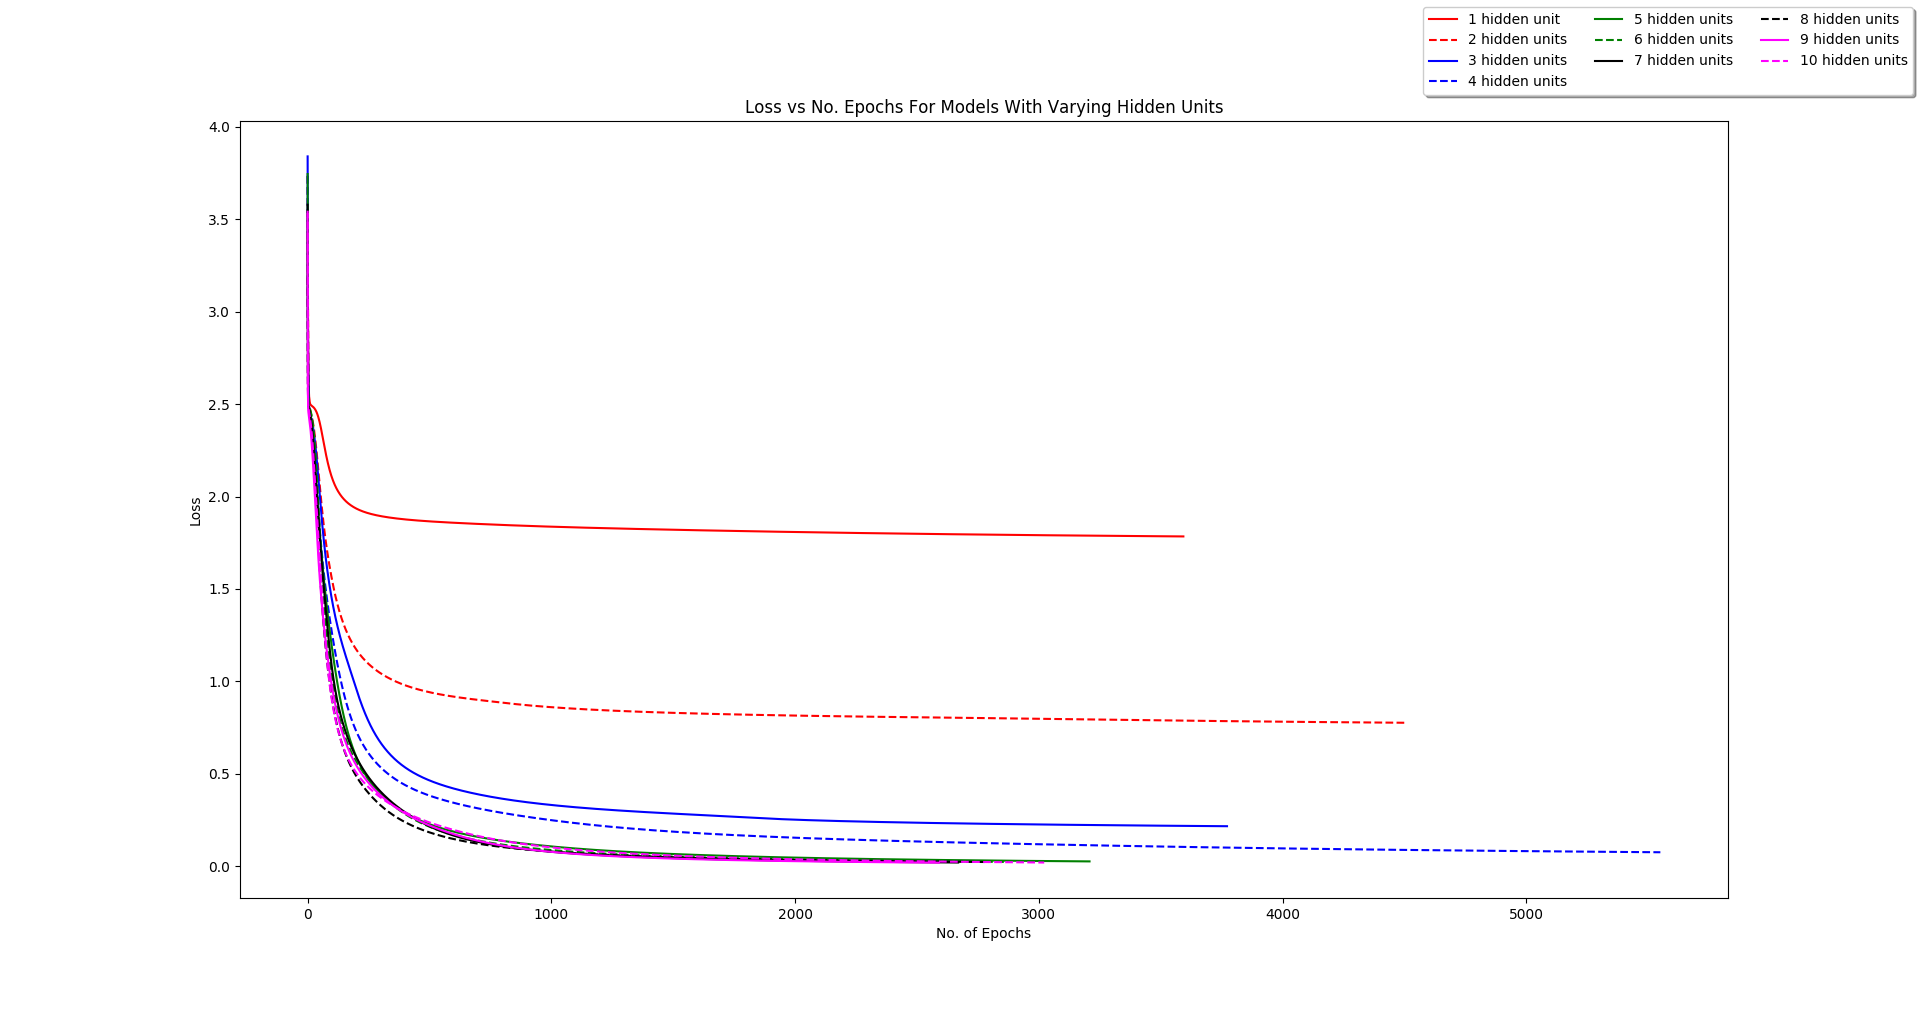 1 hidden unit
2 hidden units
3 hidden units
4 hidden units
5 hidden units
6 hidden units
7 hidden units
8 hidden units
9 hidden units
10 hidden units
Loss vs No. Epochs For Models With Varying Hidden Units
4.0
3.5
3.0
2.5
2.0
1.5
1.0
0.5
0.0
Loss
0 1000 2000 3000 4000 5000
No. of Epochs